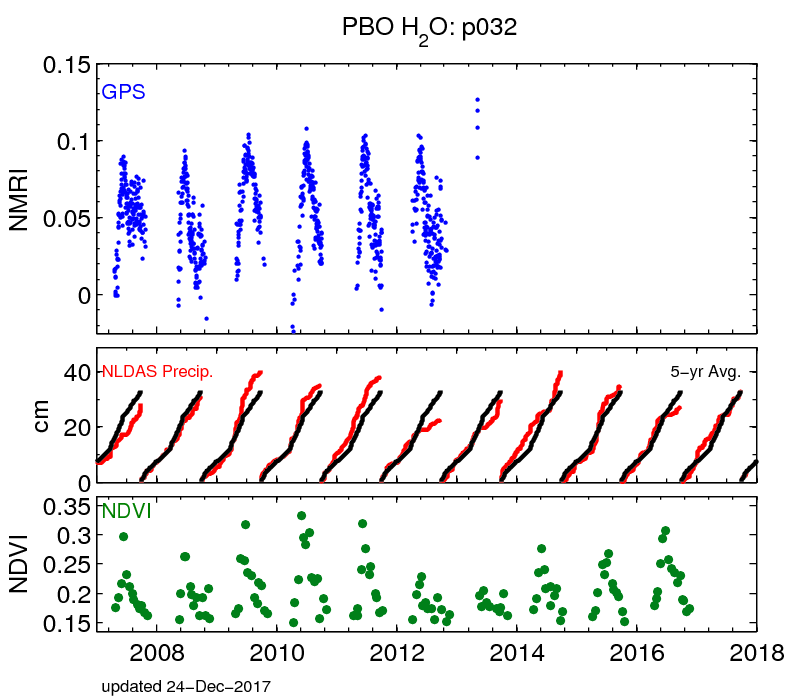 PBO H2O: p032
0.15
GPS
0.1
NMRI
0.05
0
40
NLDAS Precip.
5-yr Avg.
cm
20
0
0.35
NDVI
0.3
NDVI
0.25
0.2
0.15
2008 2010 2012 2014 2016 2018
updated 24-Dec-2017